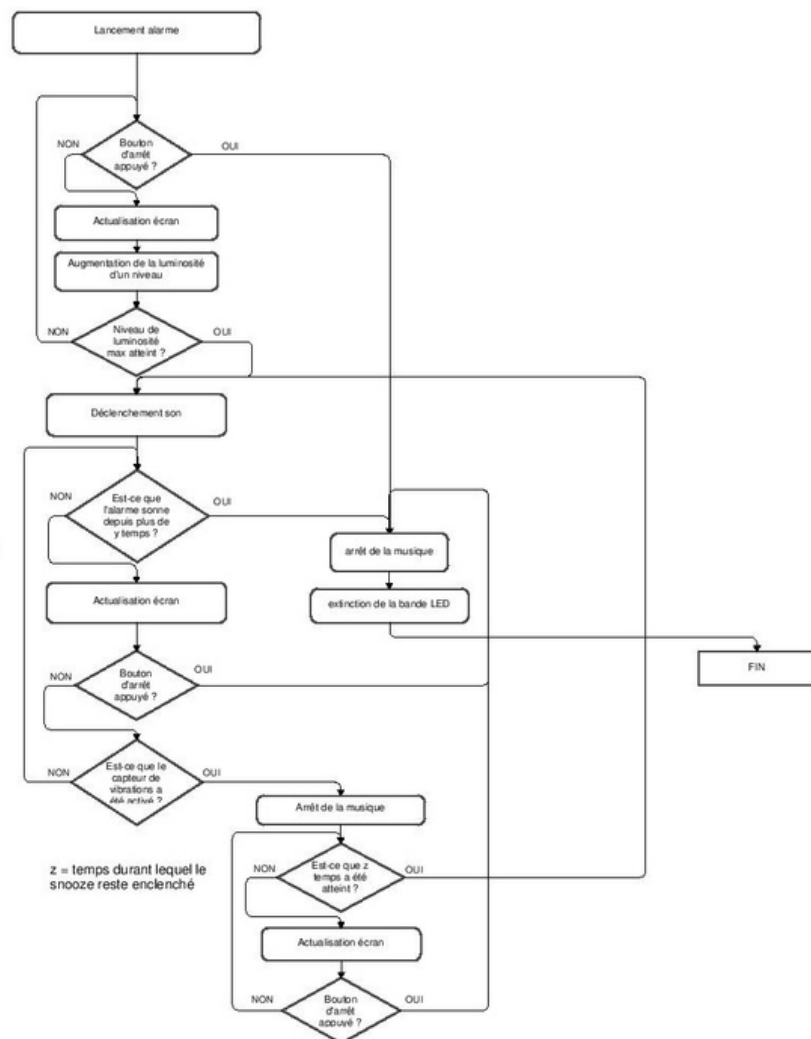 Lancement alarme
NON
Bouton
d'arrêt
appuyé ?
OUI
Actualisation écran
Augmentation de la luminosité
d'un niveau
NON
Niveau de
luminosité
max atteint ?
OUI
Déclenchement son
NON
Est-ce que
l'alarme sonne
depuis plus de
y temps ?
OUI
arrêt de la musique
Actualisation écran
extinction de la bande LED
NON
Bouton
d'arrêt
appuyé ?
OUI
FIN
NON
Est-ce que le
capteur de
vibrations a
été activé ?
OUI
Arrêt de la musique
z = temps durant lequel le
snooze reste enclenché
NON
Est-ce que z
temps a été
atteint ?
OUI
Actualisation écran
NON
Bouton
d'arrêt
appuyé ?
OUI